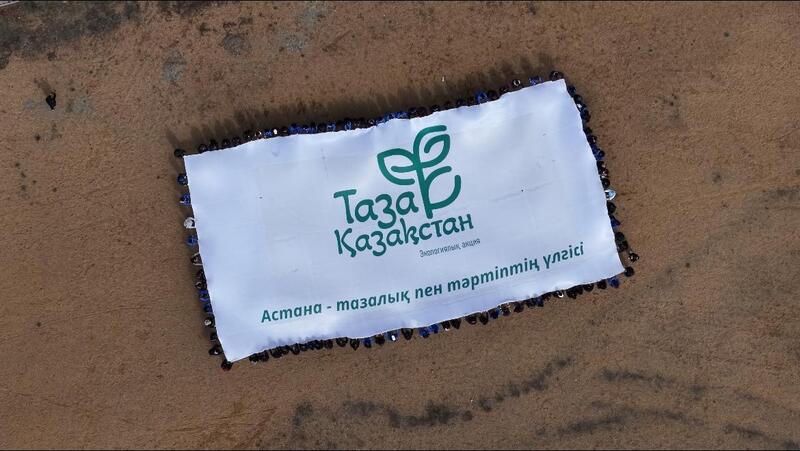 Таза
Қазақстан
Экологиялық акция
Астана - тазалық пен тәртіптің үлгісі